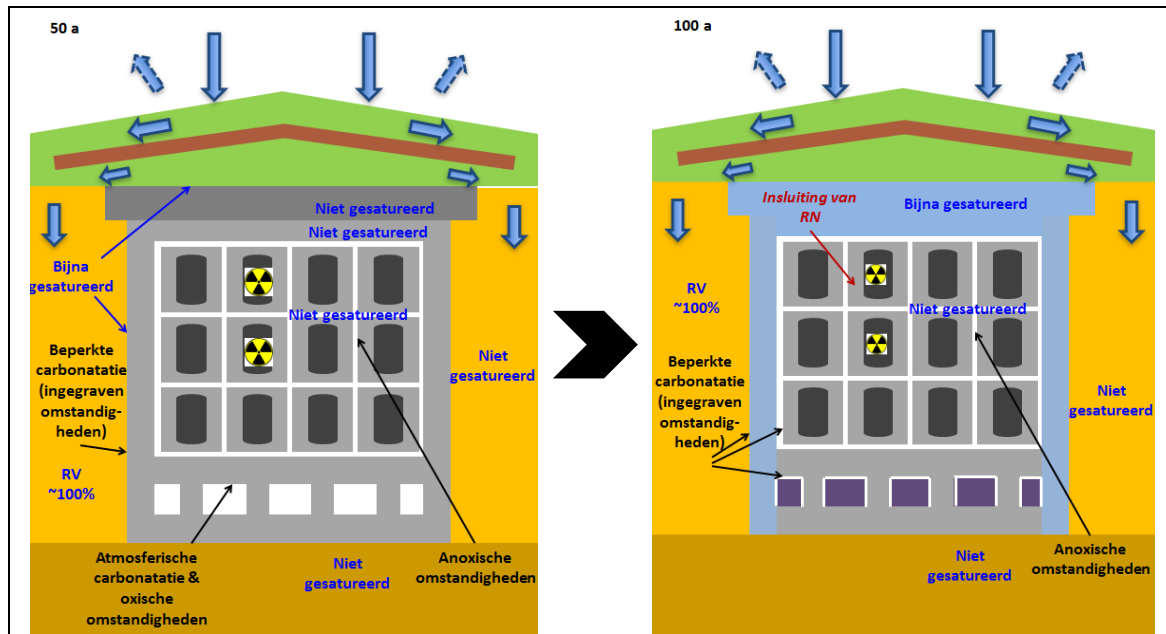 50 a
Niet gesatureerd
Niet gesatureerd
Bijna
gesatureerd
Niet gesatureerd
Beperkte
carbonatatie
(ingegraven
omstandig-
heden)
Niet
gesatureerd
RV
~100%
Atmosferische
carbonatatie &
oxische
omstandigheden
Niet
gesatureerd
Anoxische
omstandigheden
100 a
Insluiting van
RN
Bijna gesatureerd
RV
~100%
Niet gesatureerd
Beperkte
carbonatatie
(ingegraven
omstandig-
heden)
Niet
gesatureerd
Niet
gesatureerd
Anoxische
omstandigheden